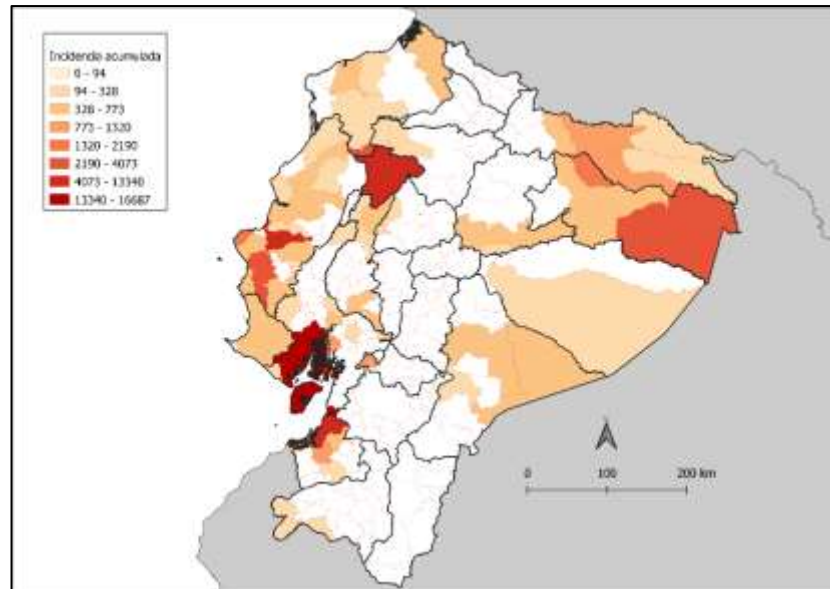 Incidencia acumulada
0 - 94
94 - 328
328 - 773
773 - 1320
1320 - 2190
2190 - 4073
4073 - 13340
13340 - 16687
0 100 200 km